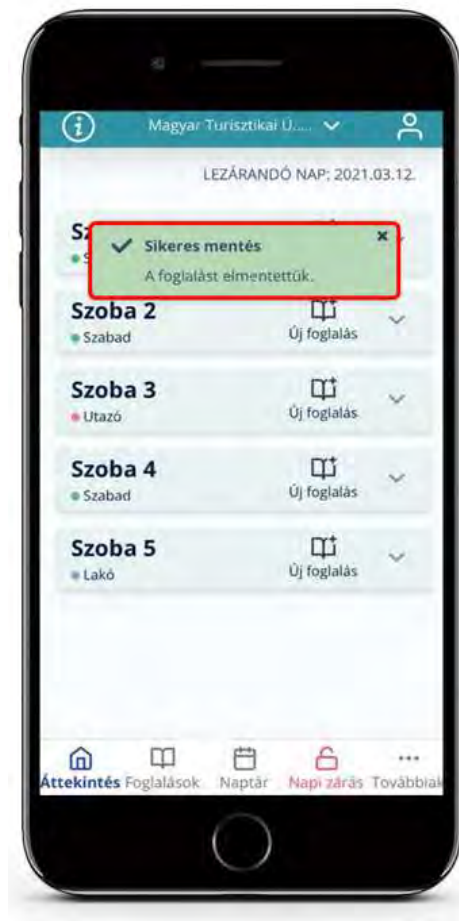 Magyar Turisztikai Ü.....
LEZÁRANDÓ NAP: 2021.03.12.
Sikeres mentés
A foglalást elmentettük.
Szoba 2
Szabad
Új foglalás
Szoba 3
Utazó
Új foglalás
Szoba 4
Szabad
Új foglalás
Szoba 5
Lakó
Új foglalás
Áttekintés Foglalások Naptár Napi zárás Továbbiak